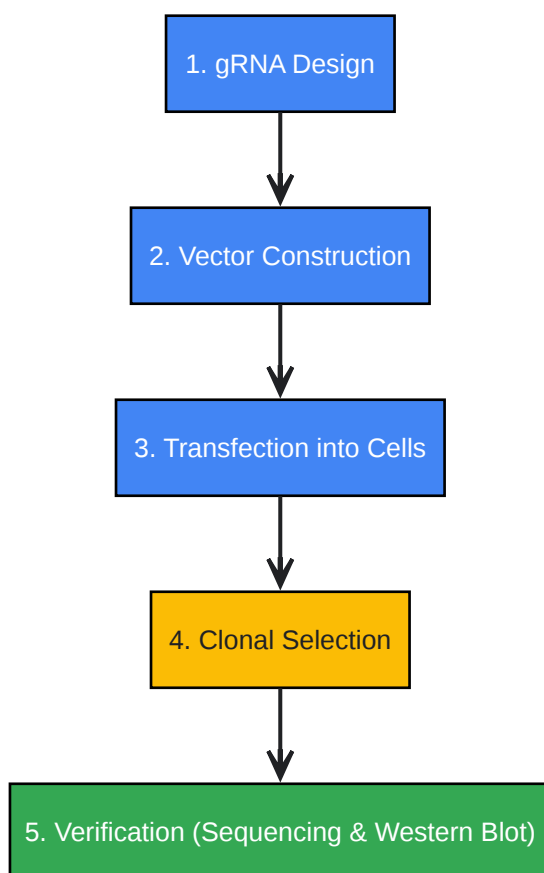 1. gRNA Design
2. Vector Construction
3. Transfection into Cells
4. Clonal Selection
5. Verification (Sequencing & Western Blot)